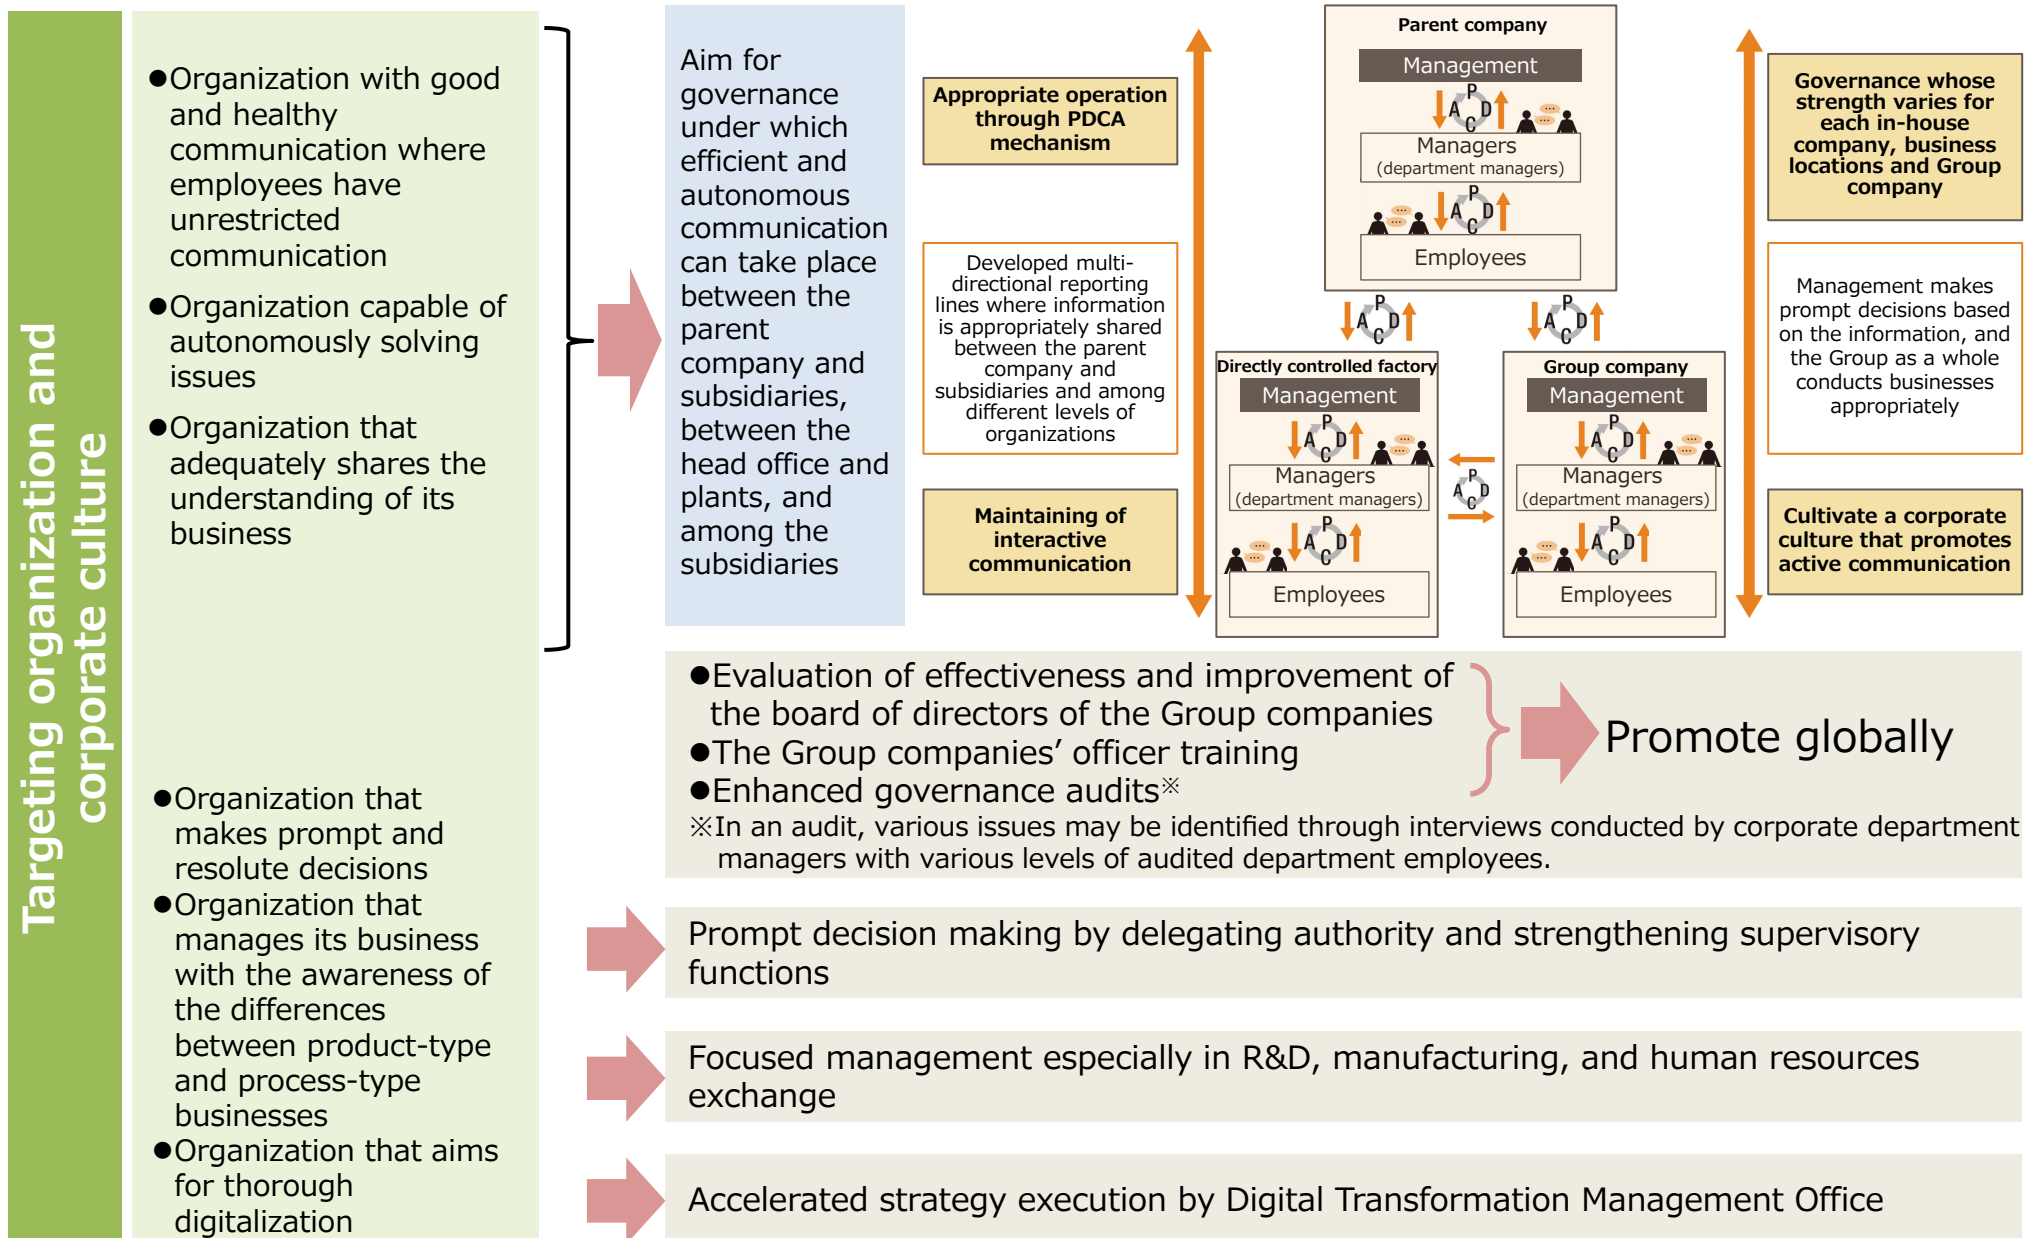 Targeting organization and
corporate culture
●Organization with good
and healthy
communication where
employees have
unrestricted
communication
●Organization capable of
autonomously solving
issues
●Organization that
adequately shares the
understanding of its
business
●Organization that
makes prompt and
resolute decisions
●Organization that
manages its business
with the awareness of
the differences
between product-type
and process-type
businesses
●Organization that aims
for thorough
digitalization
Aim for
governance
under which
efficient and
autonomous
communication
can take place
between the
parent
company and
subsidiaries,
between the
head office and
plants, and
among the
subsidiaries
Appropriate operation
through PDCA
mechanism
Developed multi-
directional reporting
lines where information
is appropriately shared
between the parent
company and
subsidiaries and among
different levels of
organizations
Maintaining of
interactive
communication
Parent company
Management
P
A D
C
...
...
Managers
(department managers)
...
...
P
A D
C
Employees
P
A D
C
P
A D
C
Directly controlled factory
Management
P
A D
C
...
...
Managers
(department managers)
...
...
P
A D
C
Employees
P
A D
C
Group company
Management
P
A D
C
...
...
Managers
(department managers)
...
...
P
A D
C
Employees
Governance whose
strength varies for
each in-house
company, business
locations and Group
company
Management makes
prompt decisions based
on the information, and
the Group as a whole
conducts businesses
appropriately
Cultivate a corporate
culture that promotes
active communication
●Evaluation of effectiveness and improvement of
the board of directors of the Group companies
●The Group companies’ officer training
●Enhanced governance audits※
Promote globally
※In an audit, various issues may be identified through interviews conducted by corporate department
managers with various levels of audited department employees.
Prompt decision making by delegating authority and strengthening supervisory
functions
Focused management especially in R&D, manufacturing, and human resources
exchange
Accelerated strategy execution by Digital Transformation Management Office